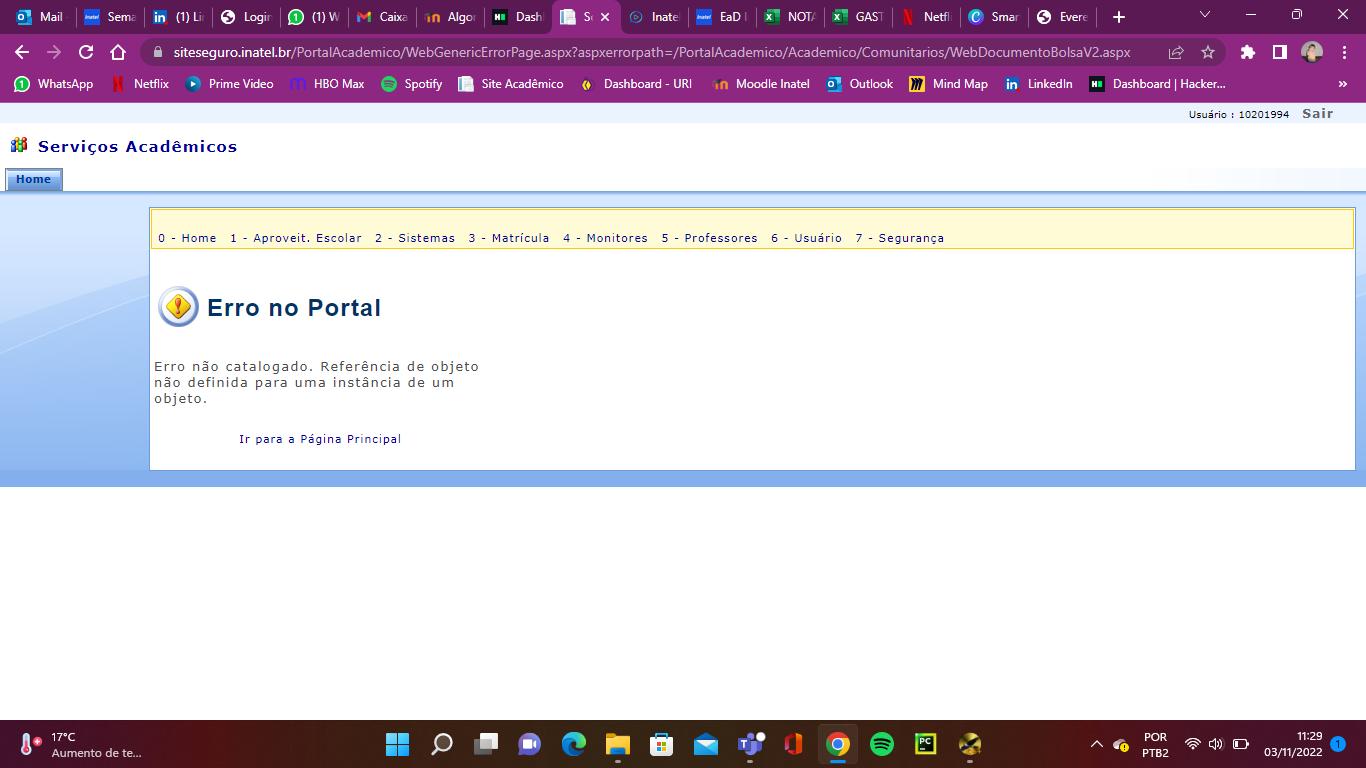 Mail
Sema
(1) Lin
Login
(1) W
Caixa
Algor
Dash
Se
Inatel
EaD I
NOTA
GAST
Netfl
Smar
Evere
siteseguro.inatel.br/PortalAcademico/WebGenericErrorPage.aspx?aspxerrorpath=/PortalAcademico/Academico/Comunitarios/WebDocumentoBolsaV2.aspx
WhatsApp
Netflix
Prime Video
HBO Max
Spotify
Site Acadêmico
Dashboard - URI
Moodle Inatel
Outlook
Mind Map
LinkedIn
Dashboard | Hacker...
Usuário : 10201994 Sair
Serviços Acadêmicos
Home
0 - Home 1 - Aproveit. Escolar 2 - Sistemas 3 - Matrícula 4 - Monitores 5 - Professores 6 - Usuário 7 - Segurança
Erro no Portal
Erro não catalogado. Referência de objeto
não definida para uma instância de um
objeto.
Ir para a Página Principal
17°C
Aumento de te...
POR
PTB2
11:29
03/11/2022
1